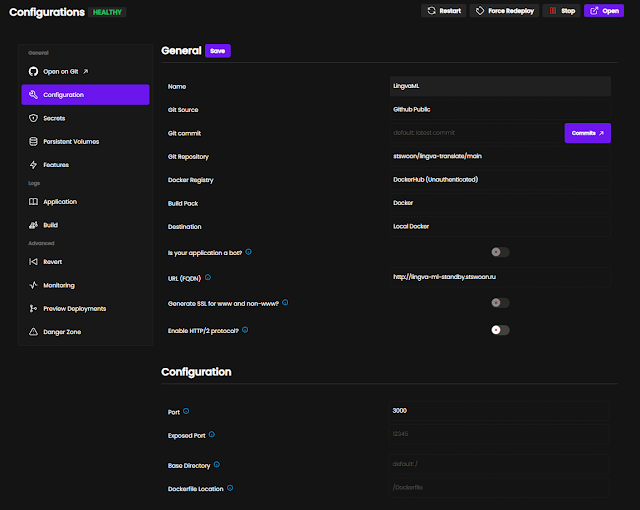 Configurations HEALTHY
Restart Force Redeploy Stop Open
General
Open on Git
Configuration
Secrets
Persistent Volumes
Features
Logs
Application
Build
Advanced
Revert
Monitoring
Preview Deployments
Danger Zone
General Save
Name LingvaML
Git Source Github Public
Git commit default: latest commit Commits
Git Repository stswoon/lingva-translate/main
Docker Registry DockerHub (Unauthenticated)
Build Pack Docker
Destination Local Docker
Is your application a bot?
URL (FQDN) http://lingva-ml-standby.stswoon.ru
Generate SSL for www and non-www?
Enable HTTP/2 protocol?
Configuration
Port 3000
Exposed Port 12345
Base Directory default: /
Dockerfile Location /Dockerfile